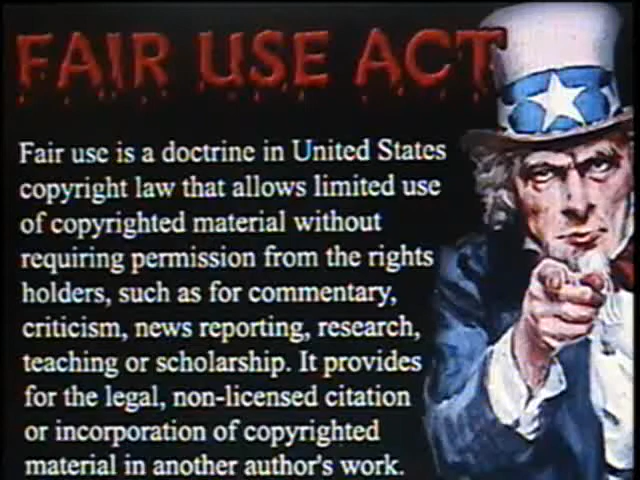 FAIR USE ACT
Fair use is a doctrine in United States
copyright law that allows limited use
of copyrighted material without
requiring permission from the rights
holders, such as for commentary,
criticism, news reporting, research,
teaching or scholarship. It provides
for the legal, non-licensed citation
or incorporation of copyrighted
material in another author's work.